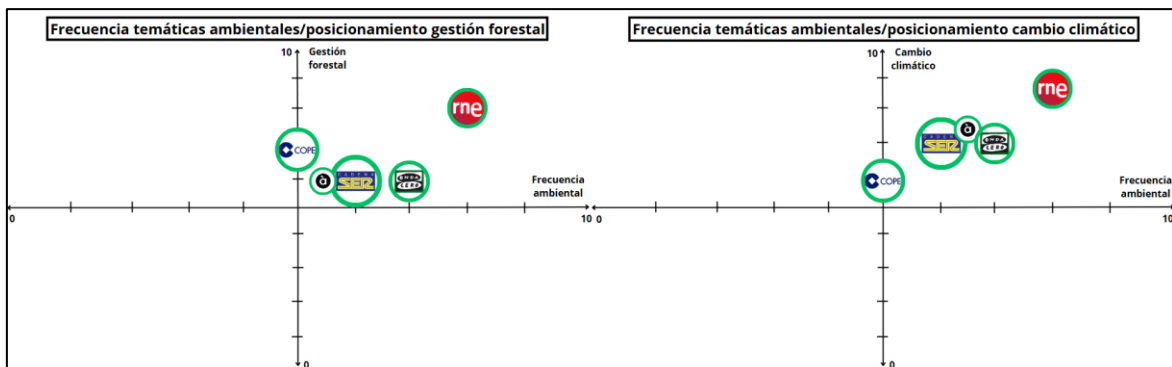 Frecuencia temáticas ambientales/posicionamiento gestión forestal
10
Gestión
forestal
rne
COPE
à
CADENA
SER
ONDA
CERO
Frecuencia
ambiental
0
10
0
Frecuencia temáticas ambientales/posicionamiento cambio climático
10
Cambio
climático
rne
à
CADENA
SER
ONDA
CERO
COPE
Frecuencia
ambiental
0
10
0